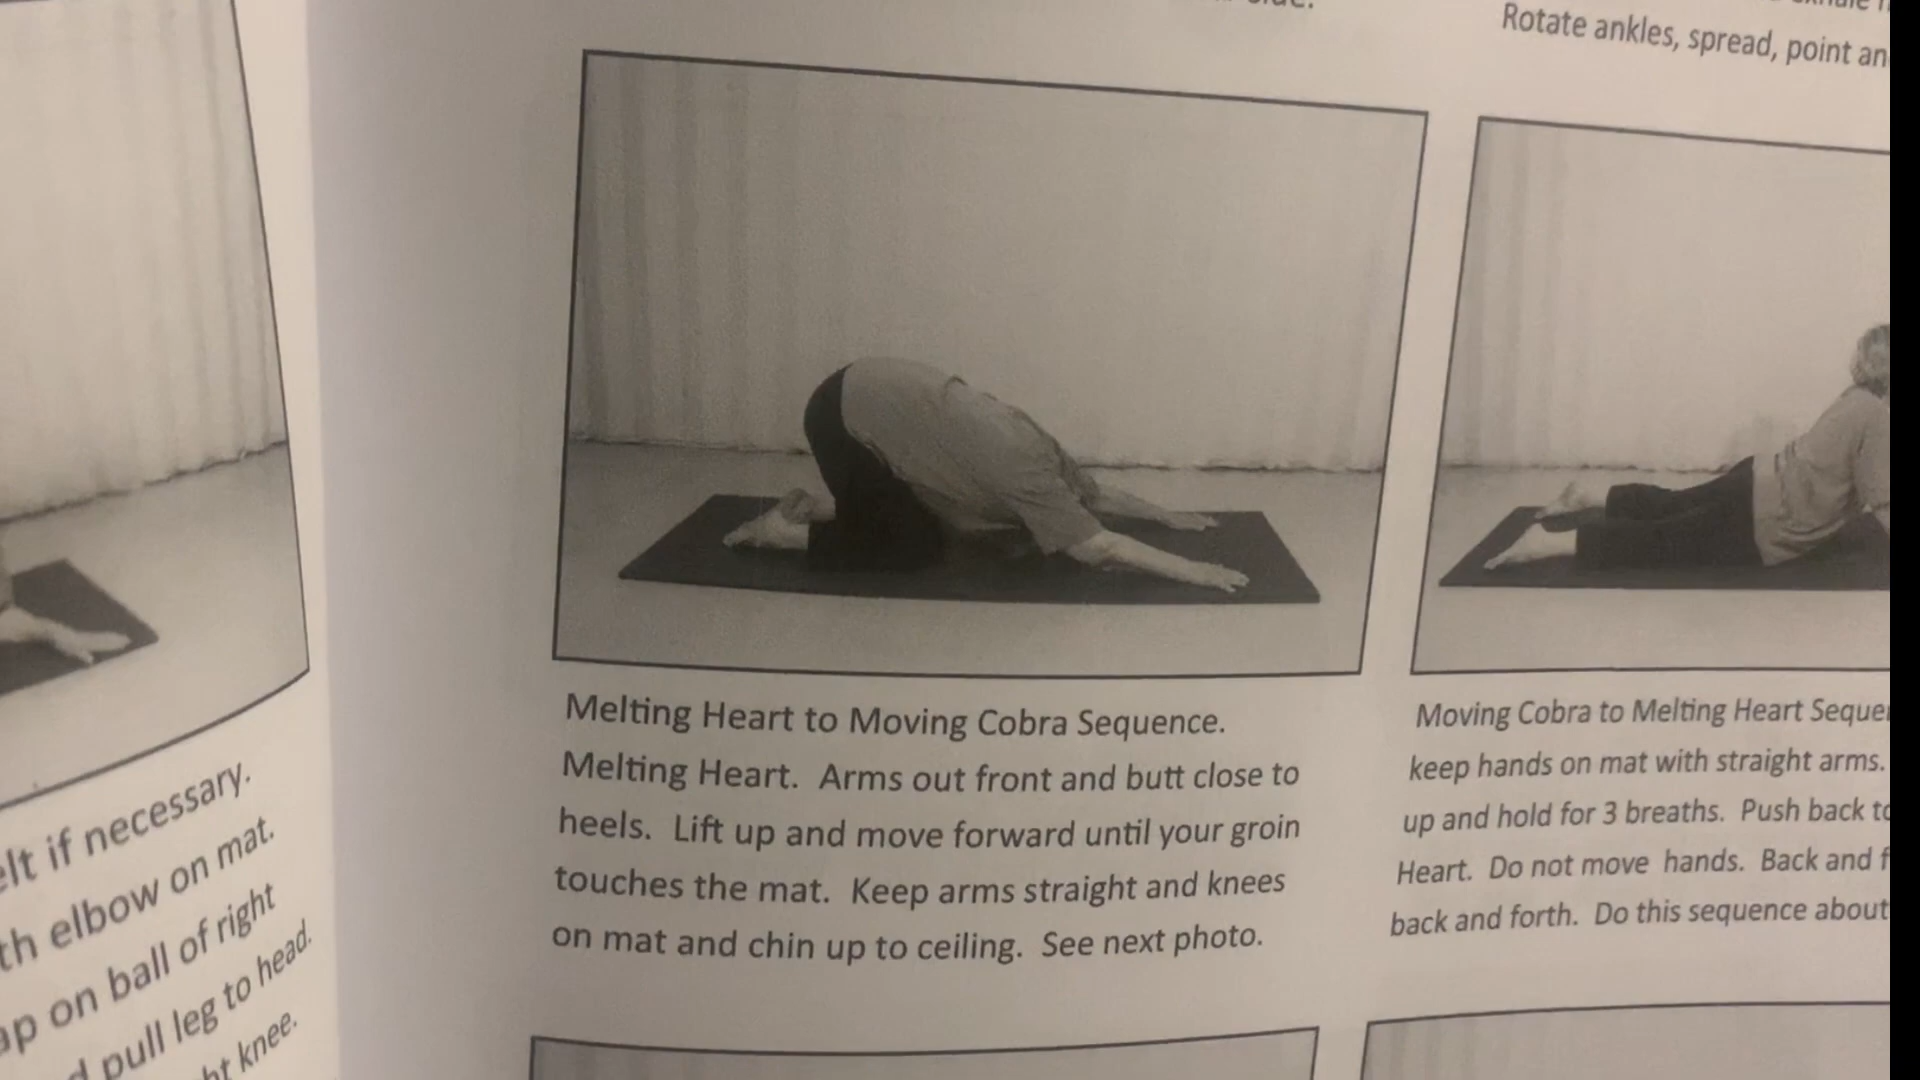 elt if necessary.
th elbow on mat.
on ball of right
pull leg to head.
knee.
Rotate ankles, spread, point an
Melting Heart to Moving Cobra Sequence.
Melting Heart.  Arms out front and butt close to
heels.  Lift up and move forward until your groin
touches the mat.  Keep arms straight and knees
on mat and chin up to ceiling.  See next photo.
Moving Cobra to Melting Heart Seque
keep hands on mat with straight arms.
up and hold for 3 breaths.  Push back to
Heart.  Do not move  hands.  Back and f
back and forth.  Do this sequence about